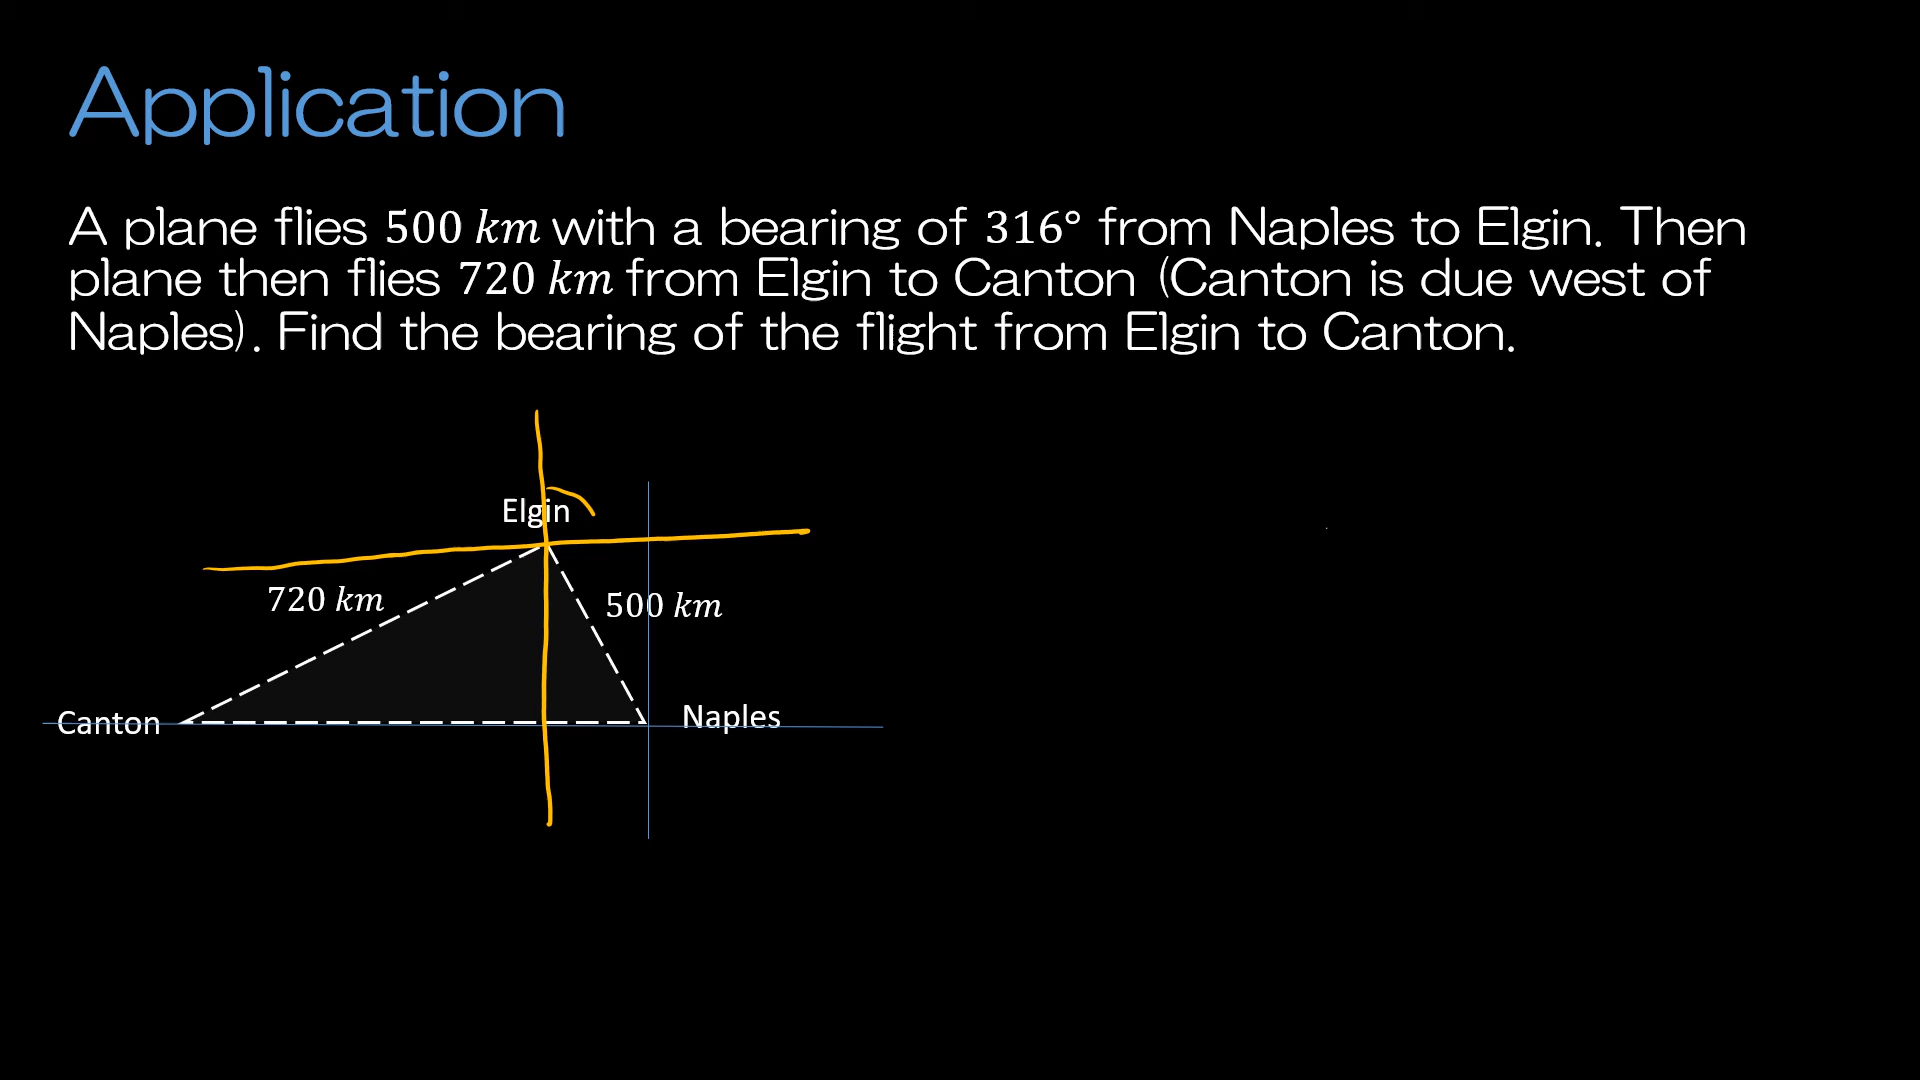 Application
A plane flies 500 km with a bearing of 316° from Naples to Elgin. Then
plane then flies 720 km from Elgin to Canton (Canton is due west of
Naples). Find the bearing of the flight from Elgin to Canton.
Elgin
720 km
500 km
Canton
Naples